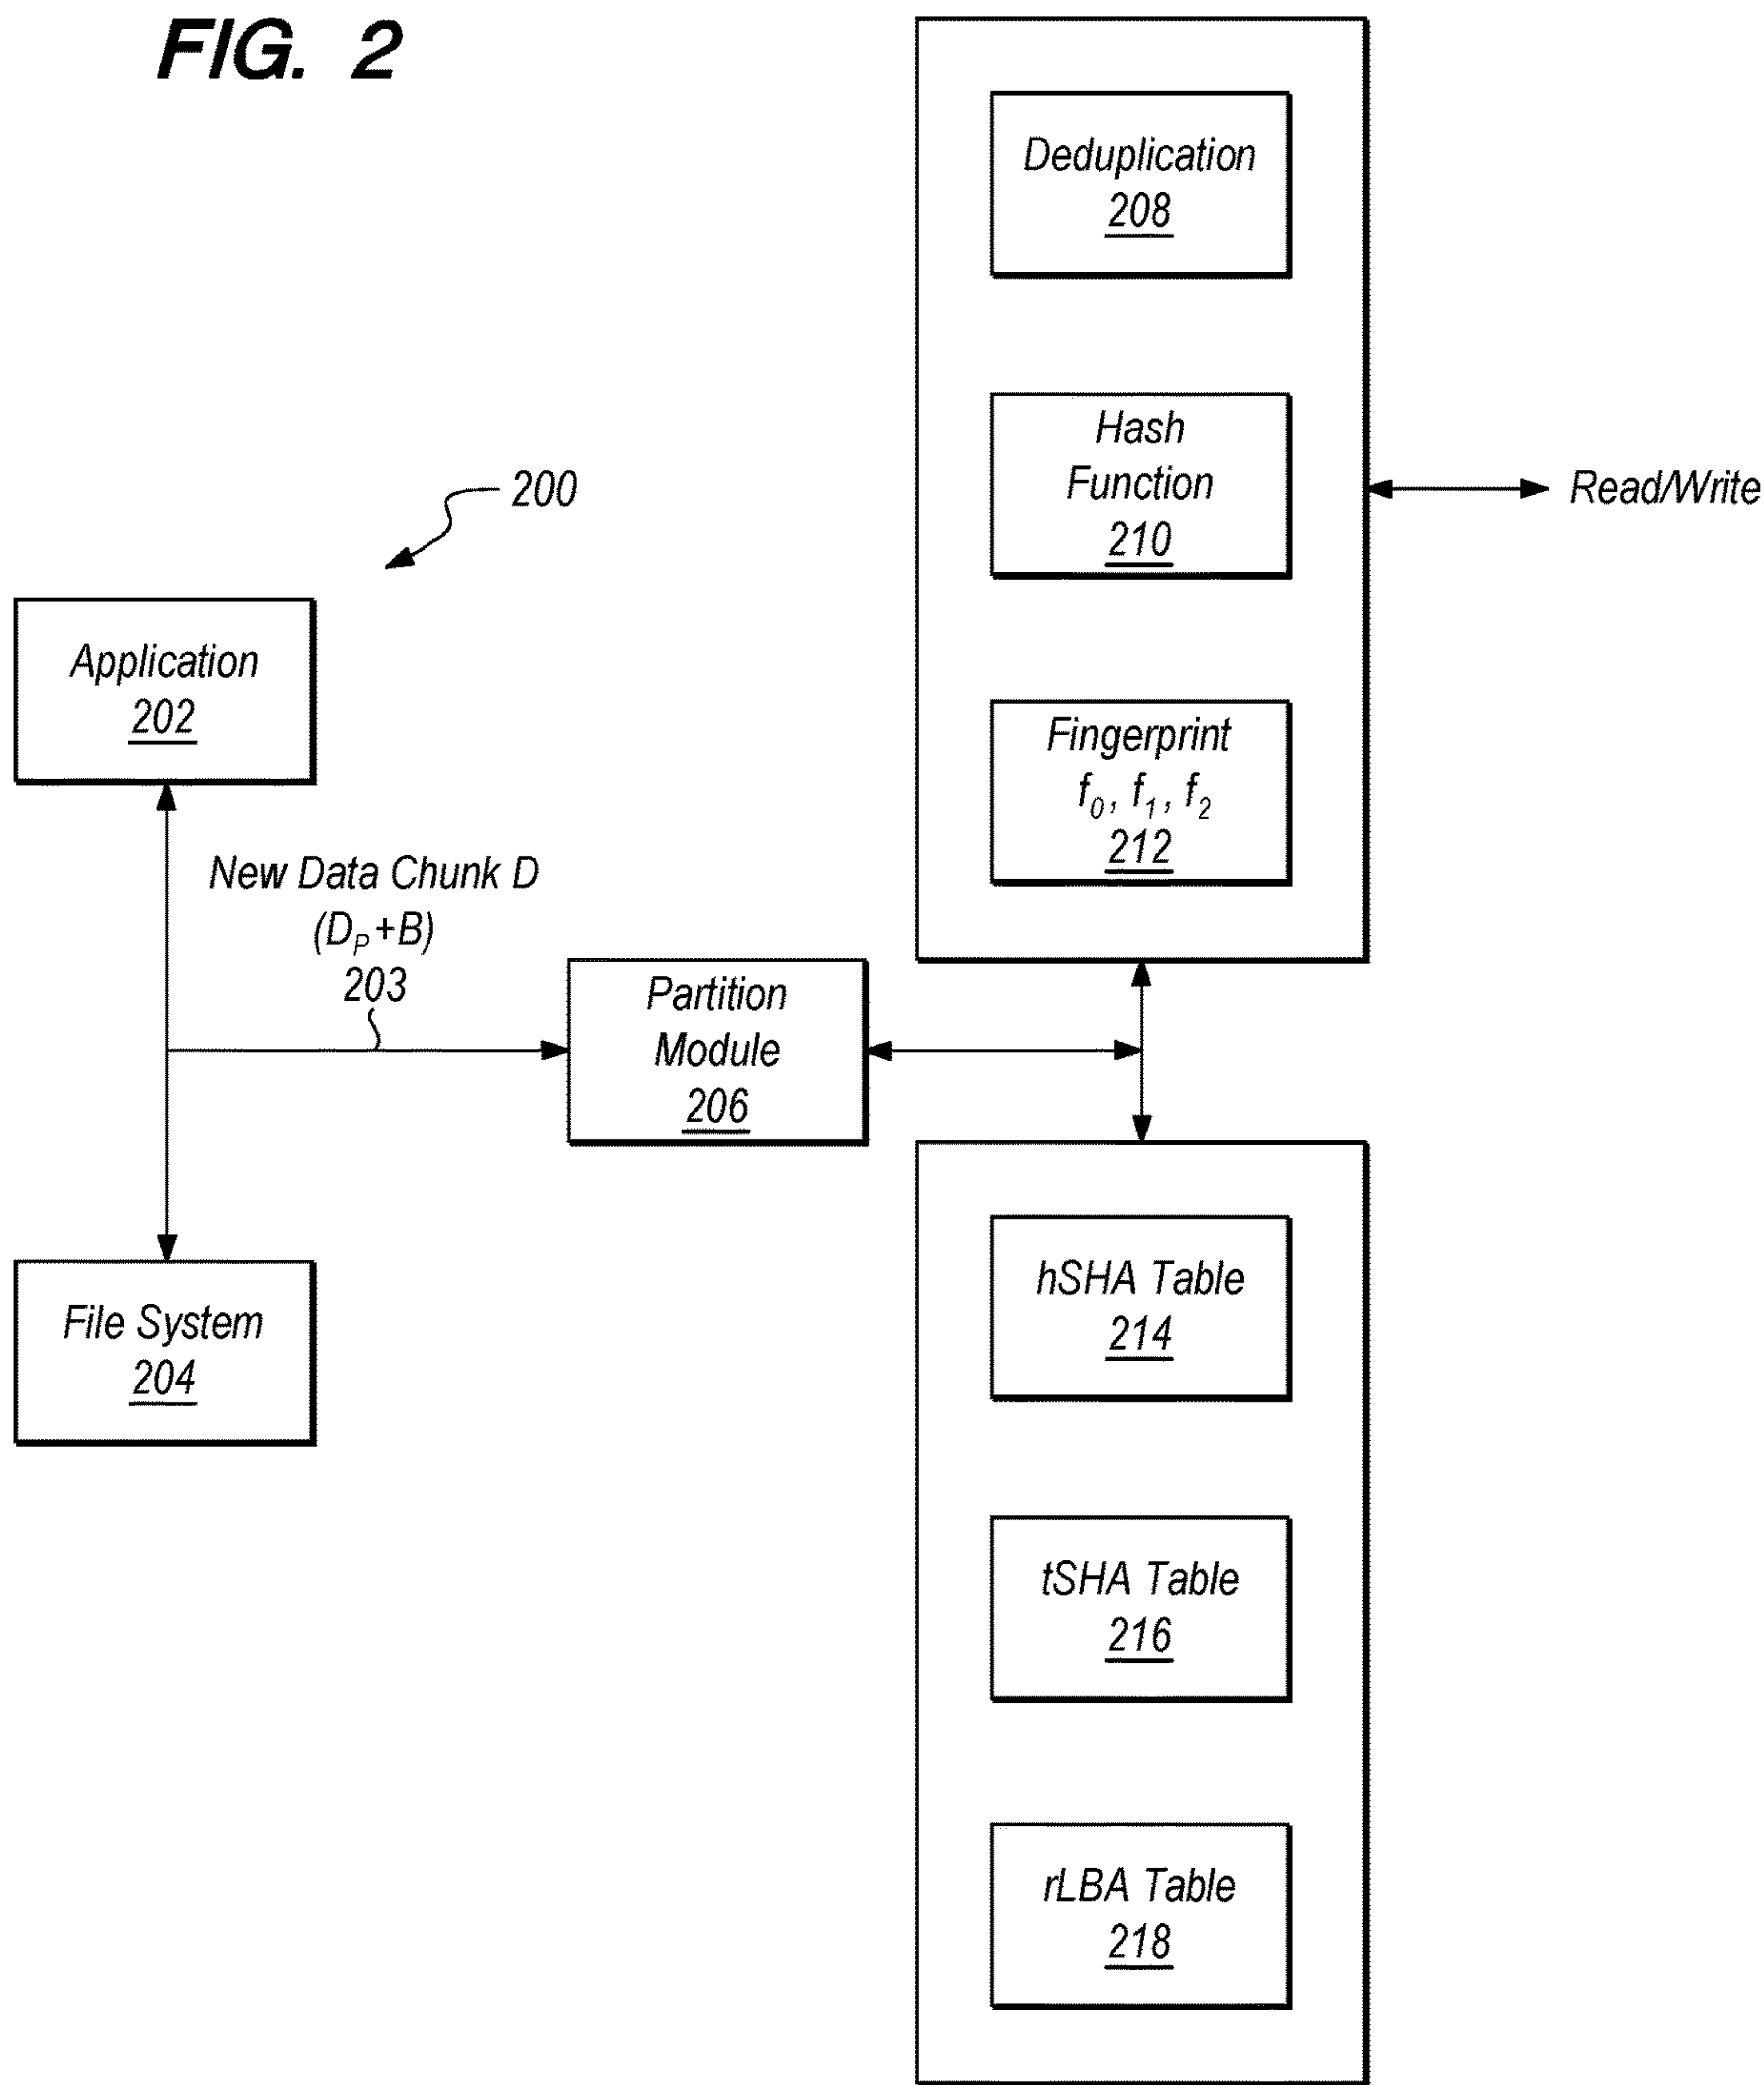 FIG. 2
Deduplication
208
Hash
Function
210
Read/Write
200
Application
202
Fingerprint
f0, f1, f2
212
New Data Chunk D
(DP+B)
203
Partition
Module
206
hSHA Table
214
File System
204
tSHA Table
216
rLBA Table
218